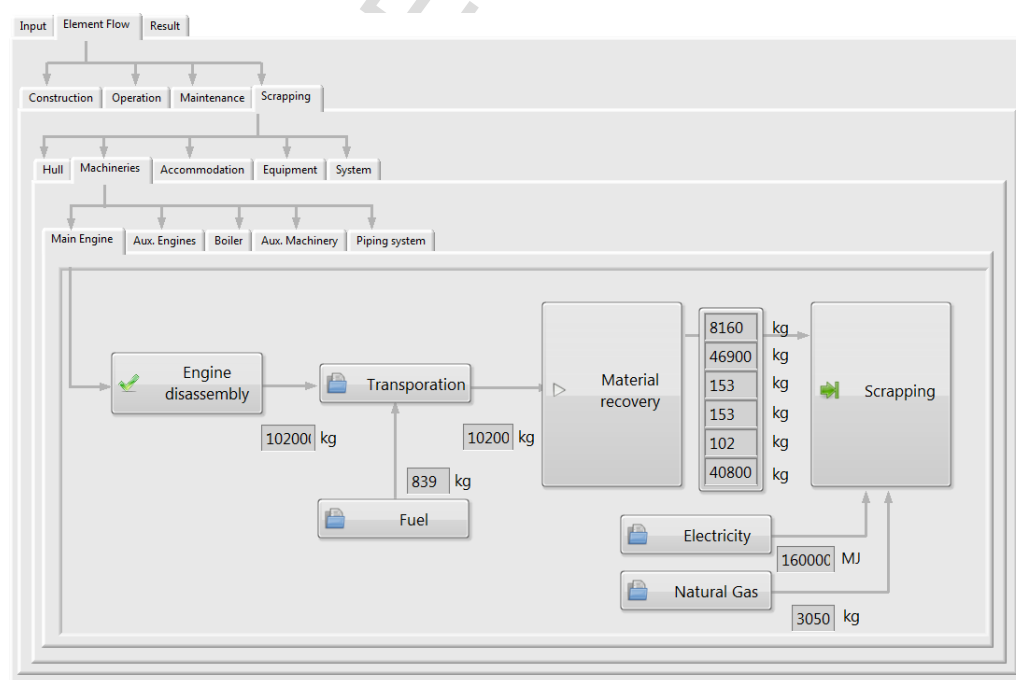 Input
Element Flow
Result
Construction
Operation
Maintenance
Scrapping
Hull
Machineries
Accommodation
Equipment
System
Main Engine
Aux. Engines
Boiler
Aux. Machinery
Piping system
Engine
disassembly
10200 kg
Transporation
10200 kg
839 kg
Fuel
Material
recovery
8160 kg
46900 kg
153 kg
153 kg
102 kg
40800 kg
Scrapping
Electricity
160000 MJ
Natural Gas
3050 kg